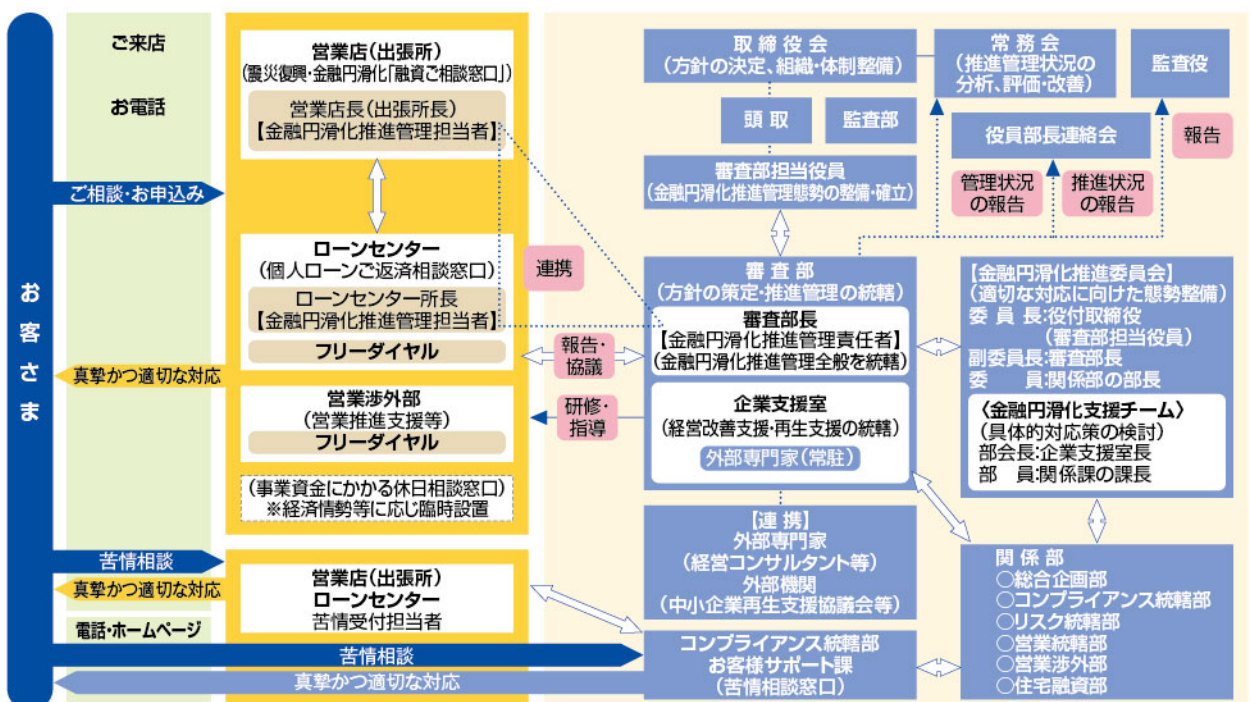 お客さま
ご来店
お電話
ご相談・お申込み
真摯かつ適切な対応
苦情相談
真摯かつ適切な対応
電話・ホームページ
苦情相談
真摯かつ適切な対応
営業店(出張所)
(震災復興・金融円滑化「融資ご相談窓口」)
営業店長(出張所長)
【金融円滑化推進管理担当者】
ローンセンター
(個人ローンご返済相談窓口)
ローンセンター所長
【金融円滑化推進管理担当者】
フリーダイヤル
営業渉外部
(営業推進支援等)
フリーダイヤル
(事業資金にかかる休日相談窓口)
※経済情勢等に応じ臨時設置
営業店(出張所)
ローンセンター
苦情受付担当者
連携
報告・
協議
研修・
指導
取締役会
(方針の決定、組織・体制整備)
常務会
(推進管理状況の
分析、評価・改善)
監査役
頭取
監査部
役員部長連絡会
報告
審査部担当役員
(金融円滑化推進管理態勢の整備・確立)
管理状況
の報告
推進状況
の報告
審査部
(方針の策定・推進管理の統轄)
審査部長
【金融円滑化推進管理責任者】
(金融円滑化推進管理全般を統轄)
企業支援室
(経営改善支援・再生支援の統轄)
外部専門家(常駐)
【金融円滑化推進委員会】
(適切な対応に向けた態勢整備)
委員長:役付取締役
(審査部担当役員)
副委員長:審査部長
委　員:関係部の部長
〈金融円滑化支援チーム〉
(具体的対応策の検討)
部会長:企業支援室長
部　員:関係課の課長
【連携】
外部専門家
(経営コンサルタント等)
外部機関
(中小企業再生支援協議会等)
コンプライアンス統轄部
お客様サポート課
(苦情相談窓口)
関係部
○総合企画部
○コンプライアンス統轄部
○リスク統轄部
○営業統轄部
○営業渉外部
○住宅融資部